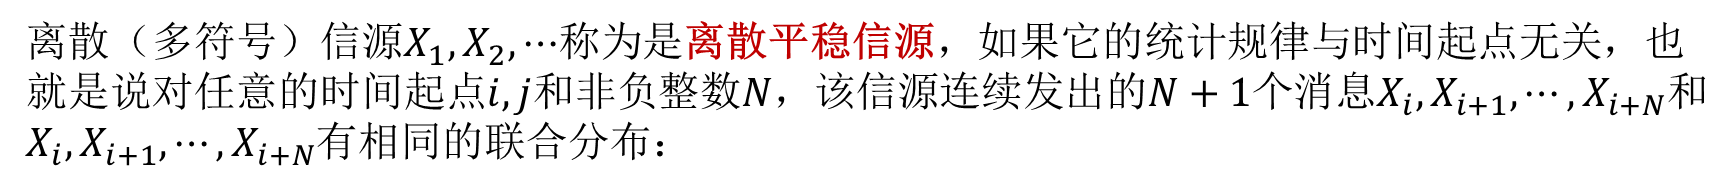 离散（多符号）信源X₁, X₂, ⋯称为是离散平稳信源，如果它的统计规律与时间起点无关，也
就是说对任意的时间起点i, j和非负整数N，该信源连续发出的N + 1个消息Xᵢ, Xᵢ₊₁, ⋯ , Xᵢ₊N和
Xᵢ, Xᵢ₊₁, ⋯ , Xᵢ₊N有相同的联合分布：